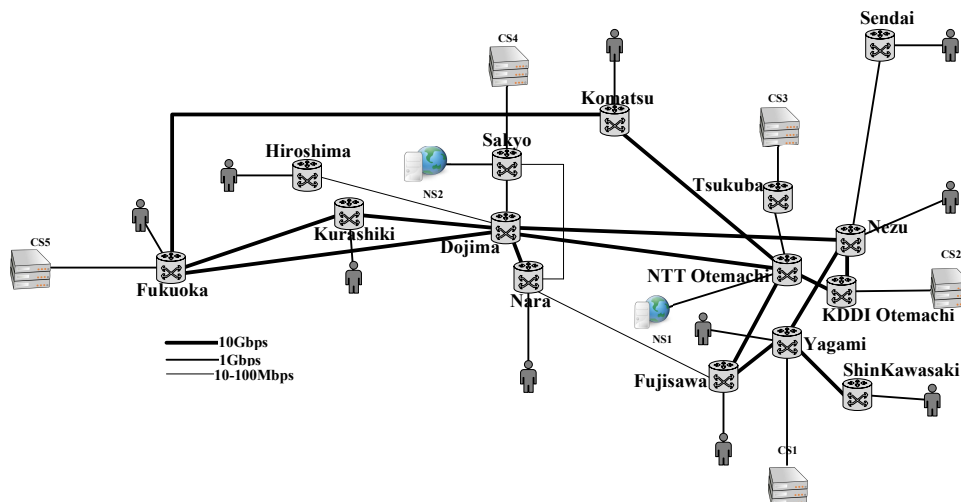 Sendai
CS4
Komatsu
CS3
Sakyo
Hiroshima
NS2
Tsukuba
Kurashiki
Dojima
Nezu
CS5
CS2
Fukuoka
Nara
NTT Otemachi
KDDI Otemachi
NS1
10Gbps
Yagami
1Gbps
10-100Mbps
Fujisawa
ShinKawasaki
CS1